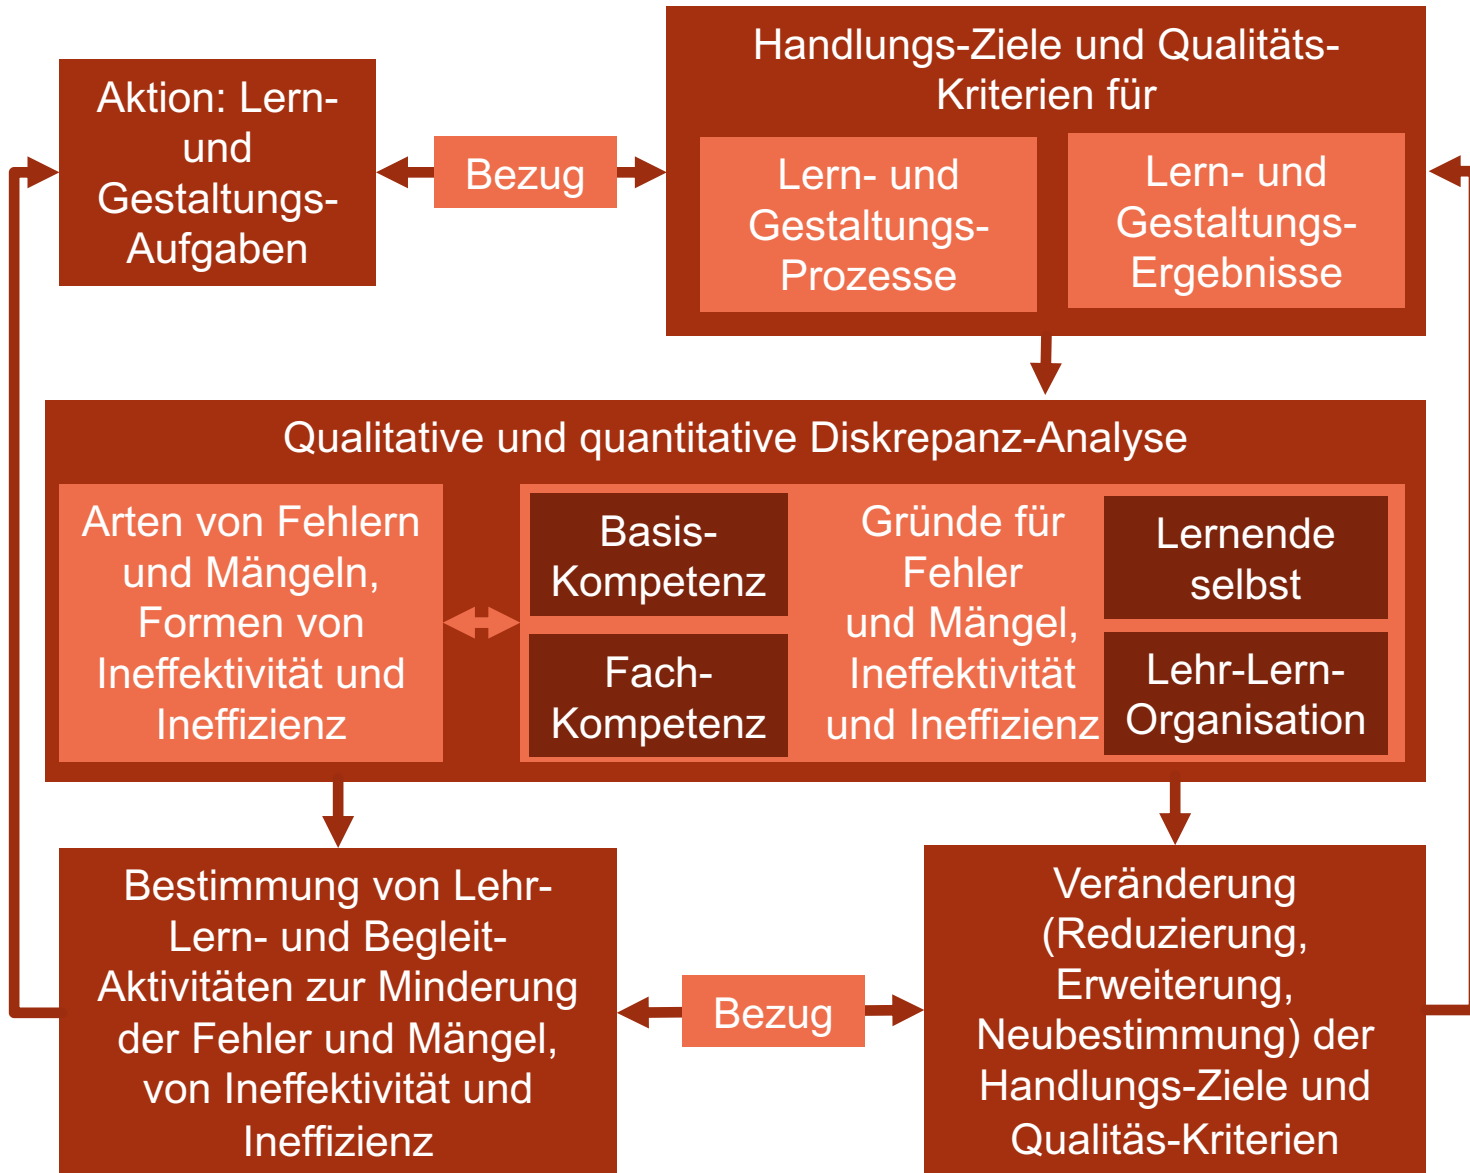 Aktion: Lern-
und
Gestaltungs-
Aufgaben
Bezug
Handlungs-Ziele und Qualitäts-
Kriterien für
Lern- und
Gestaltungs-
Prozesse
Lern- und
Gestaltungs-
Ergebnisse
Qualitative und quantitative Diskrepanz-Analyse
Arten von Fehlern
und Mängeln,
Formen von
Ineffektivität und
Ineffizienz
Basis-
Kompetenz
Fach-
Kompetenz
Gründe für
Fehler
und Mängel,
Ineffektivität
und Ineffizienz
Lernende
selbst
Lehr-Lern-
Organisation
Bestimmung von Lehr-
Lern- und Begleit-
Aktivitäten zur Minderung
der Fehler und Mängel,
von Ineffektivität und
Ineffizienz
Bezug
Veränderung
(Reduzierung,
Erweiterung,
Neubestimmung) der
Handlungs-Ziele und
Qualitäs-Kriterien